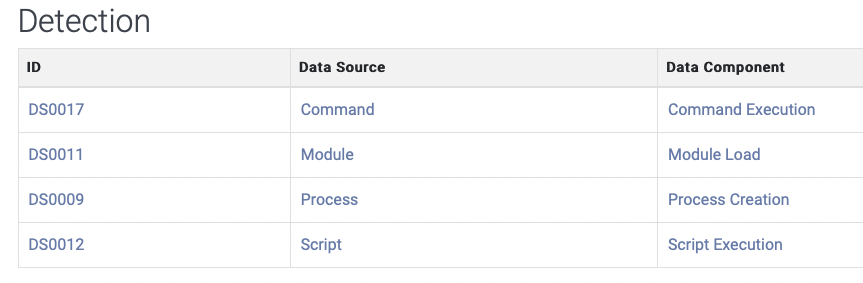 Detection
ID Data Source Data Component
DS0017 Command Command Execution
DS0011 Module Module Load
DS0009 Process Process Creation
DS0012 Script Script Execution